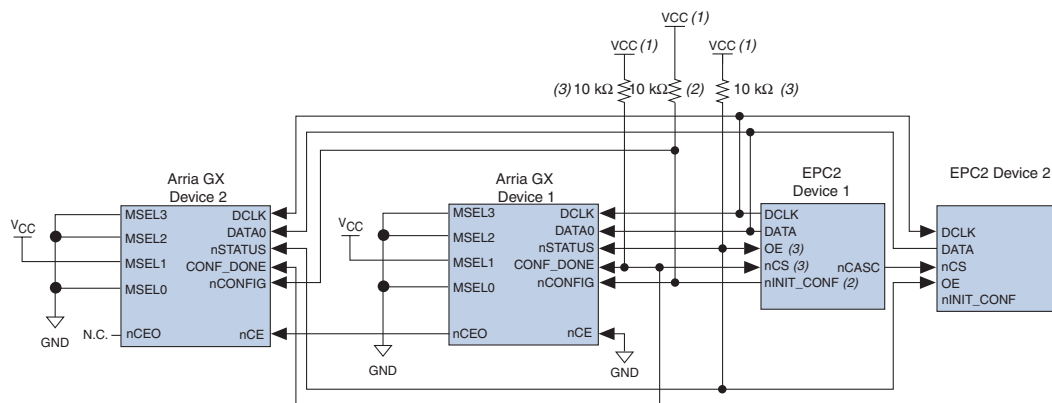 VCC (1)
VCC (1)
VCC (1)
(3) 10 kΩ
10 kΩ
(2)
10 kΩ (3)
Arria GX
Device 2
MSEL3
MSEL2
MSEL1
MSEL0
nCEO
DCLK
DATA0
nSTATUS
CONF_DONE
nCONFIG
nCE
VCC
GND
N.C.
Arria GX
Device 1
MSEL3
MSEL2
MSEL1
MSEL0
nCEO
DCLK
DATA0
nSTATUS
CONF_DONE
nCONFIG
nCE
VCC
GND
GND
EPC2
Device 1
DCLK
DATA
OE (3)
nCS (3)
nCASC
nINIT_CONF (2)
EPC2 Device 2
DCLK
DATA
nCS
OE
nINIT_CONF